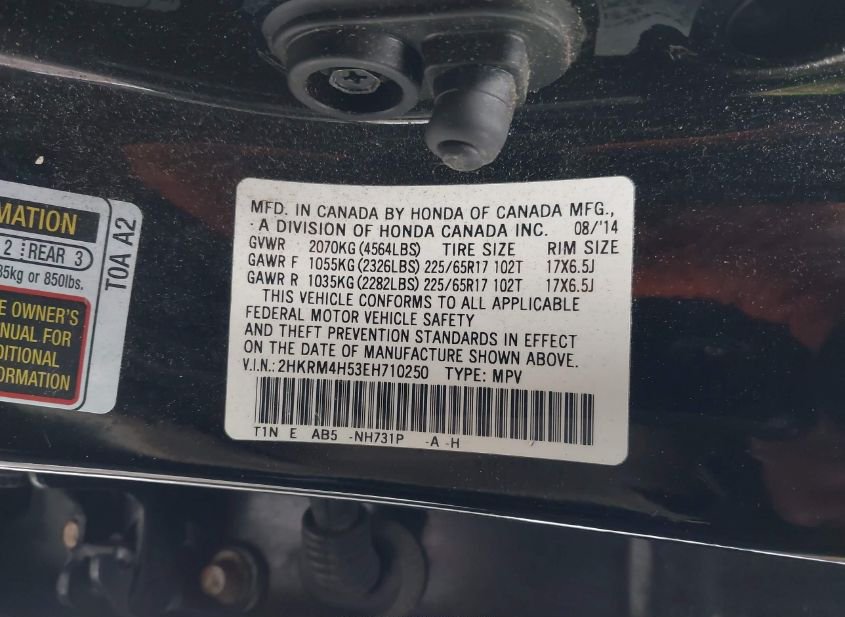 MATION
2 REAR 3
85kg or 850lbs.
E OWNER'S
NUAL FOR
DITIONAL
ORMATION
T0A A2
MFD. IN CANADA BY HONDA OF CANADA MFG.,
A DIVISION OF HONDA CANADA INC. 08/'14
GVWR 2070KG (4564LBS) TIRE SIZE RIM SIZE
GAWR F 1055KG (2326LBS) 225/65R17 102T 17X6.5J
GAWR R 1035KG (2282LBS) 225/65R17 102T 17X6.5J
THIS VEHICLE CONFORMS TO ALL APPLICABLE
FEDERAL MOTOR VEHICLE SAFETY
AND THEFT PREVENTION STANDARDS IN EFFECT
ON THE DATE OF MANUFACTURE SHOWN ABOVE.
V.I.N.: 2HKRM4H53EH710250 TYPE: MPV
T1N E AB5 -NH731P -A -H